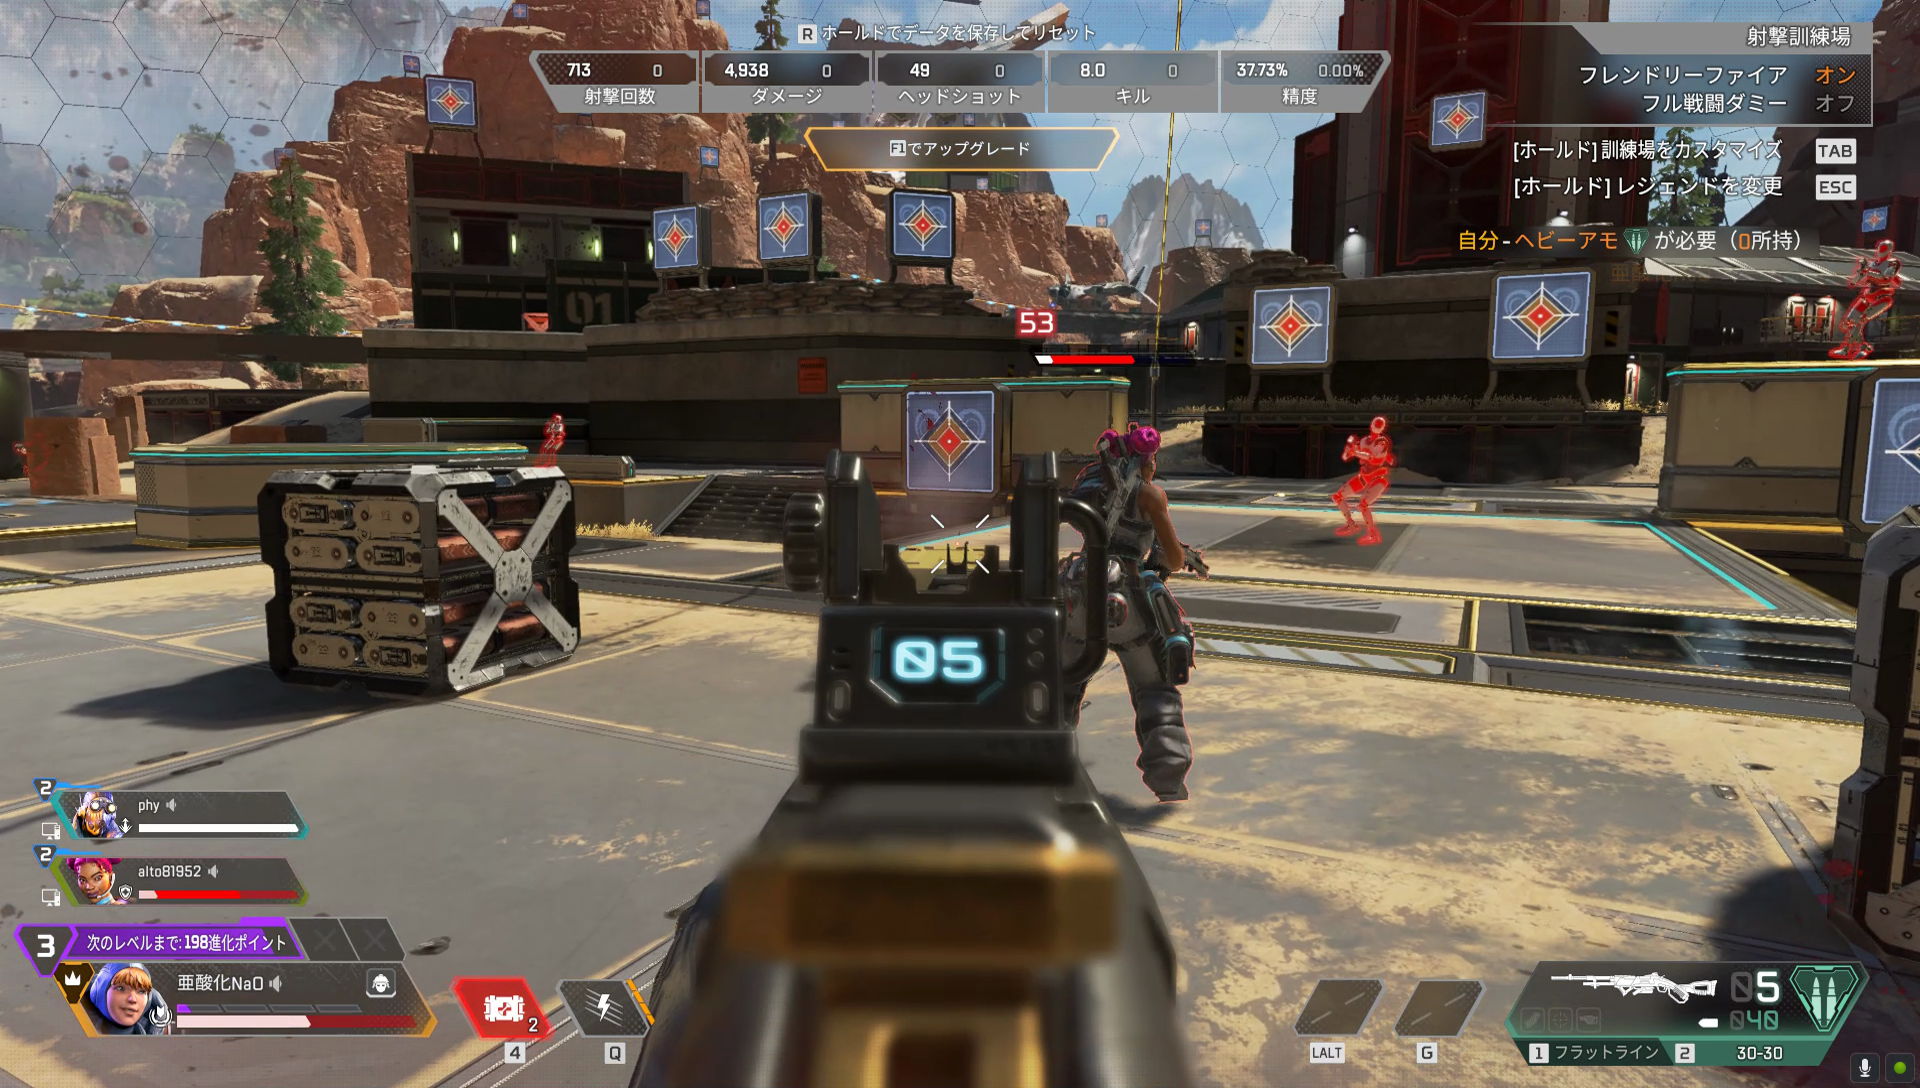 R ホールドでデータを保存してリセット
713 0 4,938 0 49 0 8.0 0 37.73% 0.00%
射撃回数 ダメージ ヘッドショット キル 精度
F1でアップグレード
射撃訓練場
フレンドリーファイア オン
フル戦闘ダミー オフ
[ホールド]訓練場をカスタマイズ TAB
[ホールド]レジェンドを変更 ESC
自分-ヘビーアモ が必要(0所持)
01
53
05
2
phy
2
alto81952
3 次のレベルまで:198進化ポイント
亜酸化NaO
2
4 Q
LALT G
05
040
1 フラットライン 2 30-30